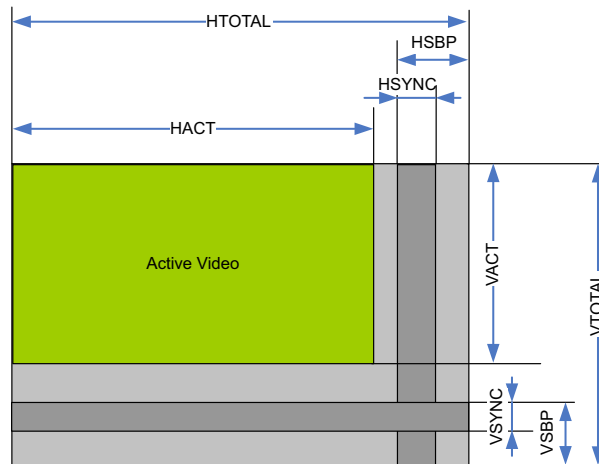 HTOTAL
HSBP
HSYNC
HACT
Active Video
VACT
VTOTAL
VSYNC
VSBP